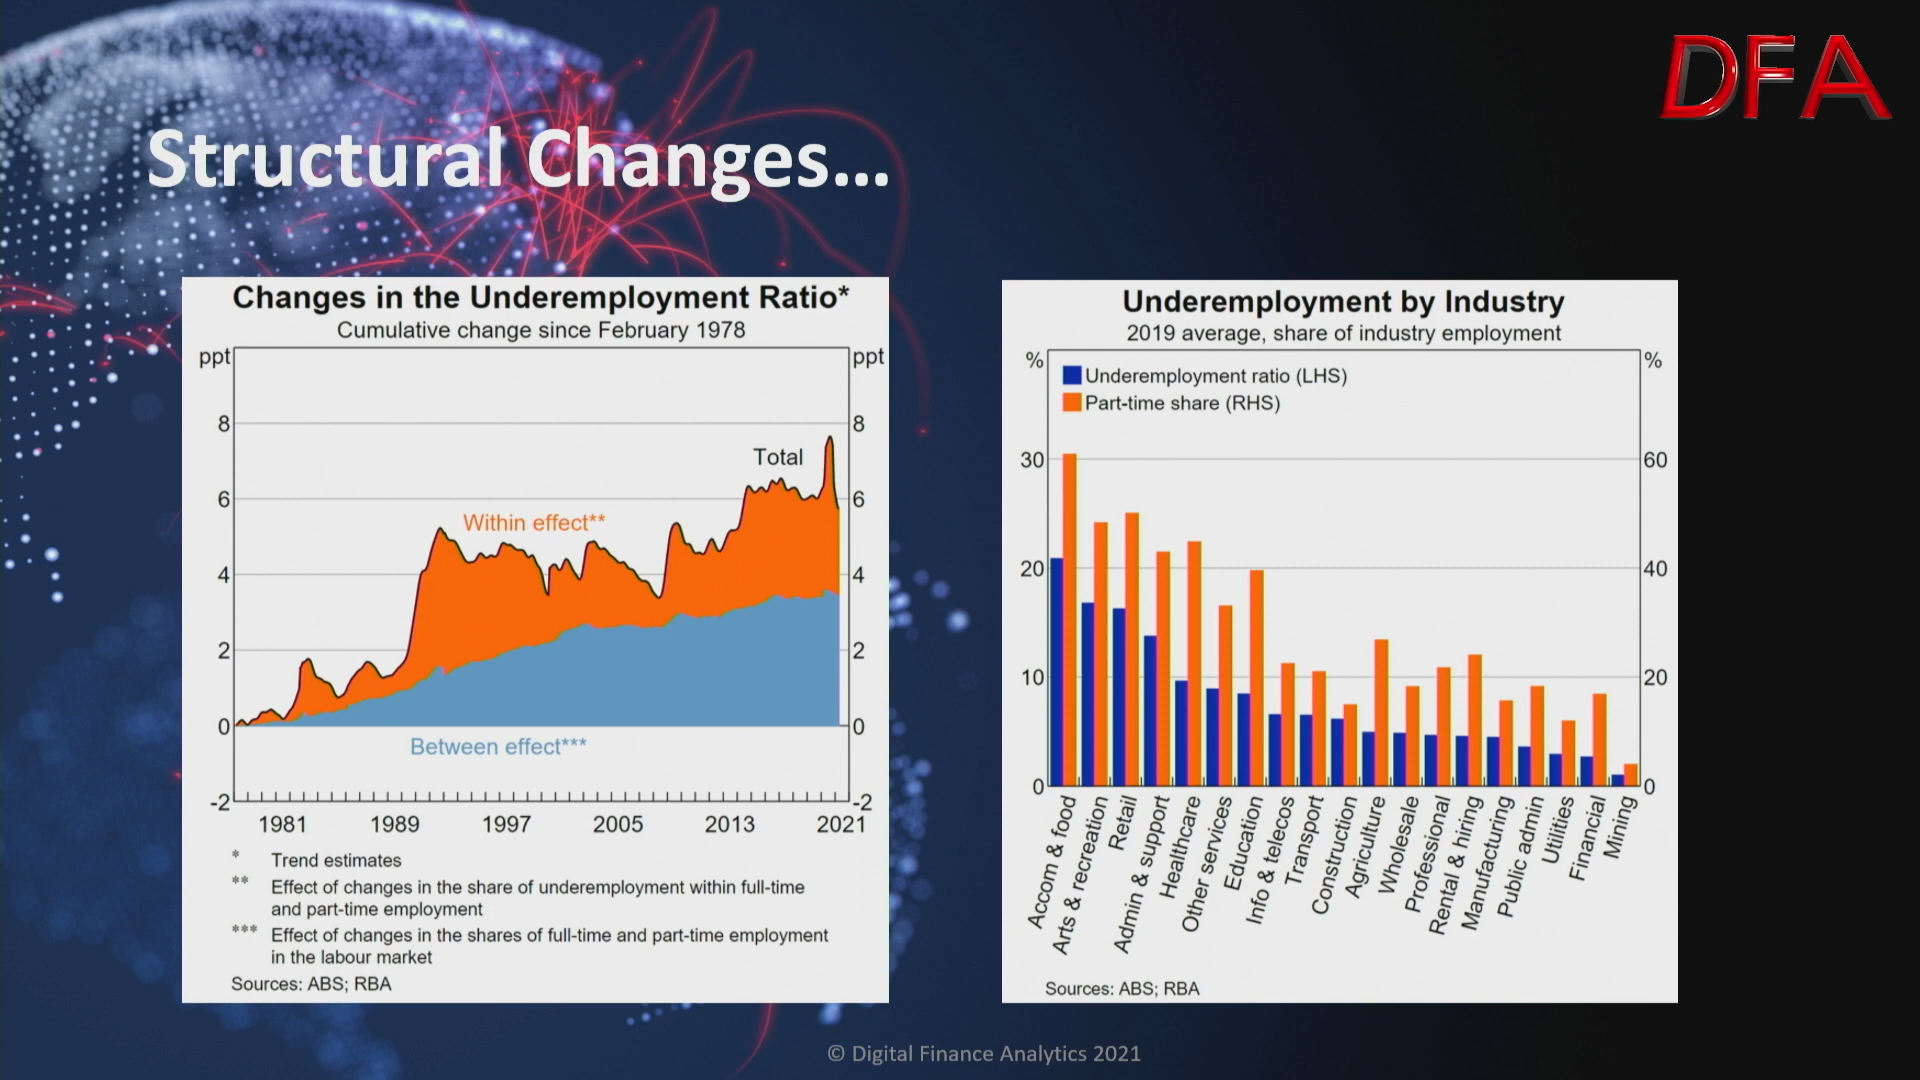 DFA
Structural Changes...
Changes in the Underemployment Ratio*
Cumulative change since February 1978
ppt
ppt
8
8
Total
6
6
Within effect**
4
4
2
2
0
0
Between effect***
-2
-2
1981 1989 1997 2005 2013 2021
* Trend estimates
** Effect of changes in the share of underemployment within full-time
and part-time employment
*** Effect of changes in the shares of full-time and part-time employment
in the labour market
Sources: ABS; RBA
Underemployment by Industry
2019 average, share of industry employment
%
%
Underemployment ratio (LHS)
Part-time share (RHS)
30
60
20
40
10
20
0
0
Accom & food
Arts & recreation
Retail
Admin & support
Healthcare
Other services
Education
Info & telecos
Transport
Construction
Agriculture
Wholesale
Professional
Rental & hiring
Manufacturing
Public admin
Utilities
Financial
Mining
Sources: ABS; RBA
© Digital Finance Analytics 2021